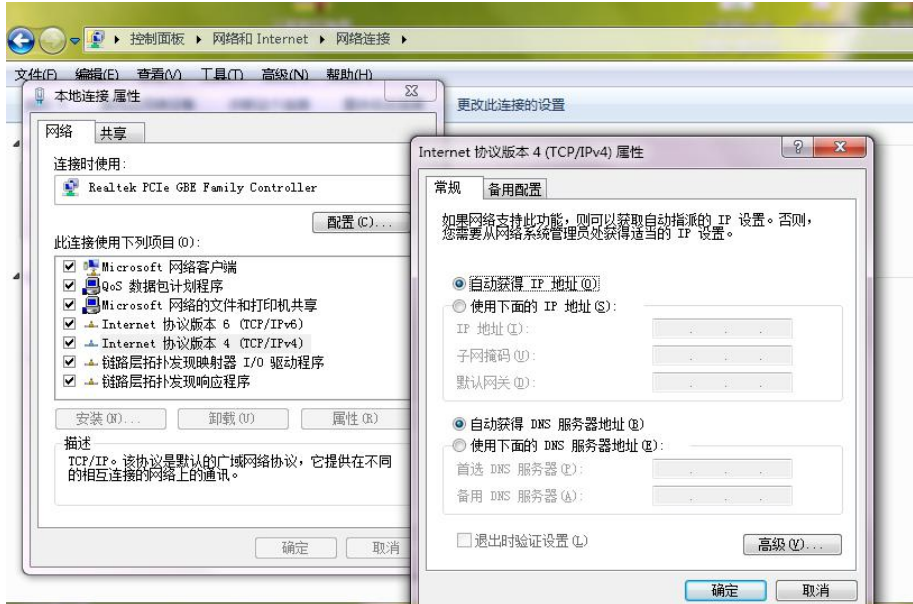 控制面板 ▸ 网络和 Internet ▸ 网络连接 ▸
文件(F) 编辑(E) 查看(V) 工具(T) 高级(N) 帮助(H)
更改此连接的设置
本地连接 属性
网络 共享
连接时使用:
Realtek PCIe GBE Family Controller
配置(C)...
此连接使用下列项目(O):
Microsoft 网络客户端
QoS 数据包计划程序
Microsoft 网络的文件和打印机共享
Internet 协议版本 6 (TCP/IPv6)
Internet 协议版本 4 (TCP/IPv4)
链路层拓扑发现映射器 I/O 驱动程序
链路层拓扑发现响应程序
安装(N)... 卸载(U) 属性(R)
描述
TCP/IP。该协议是默认的广域网络协议，它提供在不同
的相互连接的网络上的通讯。
确定 取消
Internet 协议版本 4 (TCP/IPv4) 属性
常规 备用配置
如果网络支持此功能，则可以获取自动指派的 IP 设置。否则，
您需要从网络系统管理员处获得适当的 IP 设置。
自动获得 IP 地址(O)
使用下面的 IP 地址(S):
IP 地址(I):
子网掩码(U):
默认网关(D):
自动获得 DNS 服务器地址(B)
使用下面的 DNS 服务器地址(E):
首选 DNS 服务器(P):
备用 DNS 服务器(A):
退出时验证设置(L)
高级(V)...
确定 取消